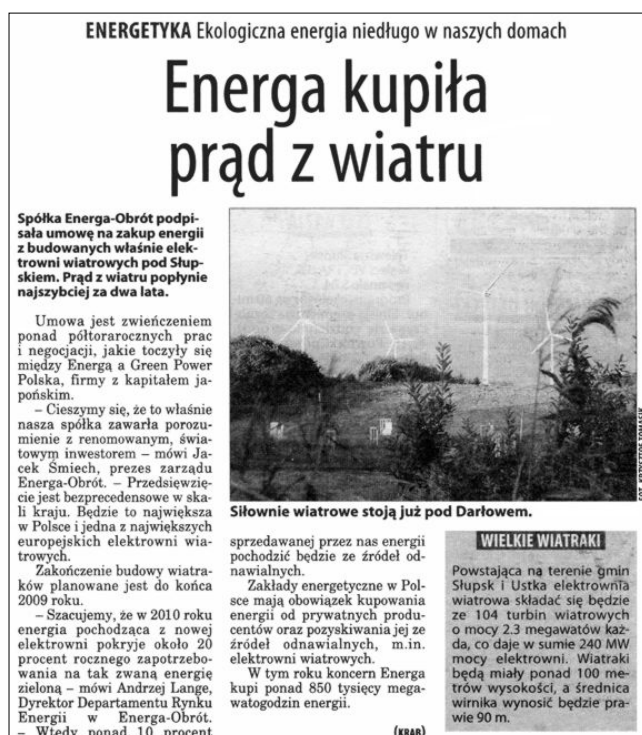 ENERGETYKA Ekologiczna energia niedługo w naszych domach
Energa kupiła
prąd z wiatru
Spółka Energa-Obrót podpi-
sała umowę na zakup energii
z budowanych właśnie elek-
trowni wiatrowych pod Słup-
skiem. Prąd z wiatru popłynie
najszybciej za dwa lata.
Umowa jest zwieńczeniem
ponad półtorarocznych prac
i negocjacji, jakie toczyły się
między Energą a Green Power
Polska, firmy z kapitałem ja-
pońskim.
– Cieszymy się, że to właśnie
nasza spółka zawarła porozu-
mienie z renomowanym, świa-
towym inwestorem – mówi Ja-
cek Śmiech, prezes zarządu
Energa-Obrót. – Przedsięwzię-
cie jest bezprecedensowe w ska-
li kraju. Będzie to największa
w Polsce i jedna z największych
europejskich elektrowni wia-
trowych.
Zakończenie budowy wiatra-
ków planowane jest do końca
2009 roku.
– Szacujemy, że w 2010 roku
energia pochodząca z nowej
elektrowni pokryje około 20
procent rocznego zapotrzebo-
wania na tak zwaną energię
zieloną – mówi Andrzej Lange,
Dyrektor Departamentu Rynku
Energii w Energa-Obrót.
– Wtedy ponad 10 procent
FOT. KRZYSZTOF TOMASIK
Siłownie wiatrowe stoją już pod Darłowem.
sprzedawanej przez nas energii
pochodzić będzie ze źródeł od-
nawialnych.
Zakłady energetyczne w Pol-
sce mają obowiązek kupowania
energii od prywatnych produ-
centów oraz pozyskiwania jej ze
źródeł odnawialnych, m.in.
elektrowni wiatrowych.
W tym roku koncern Energa
kupi ponad 850 tysięcy mega-
watogodzin energii.
(KRAB)
WIELKIE WIATRAKI
Powstająca na terenie gmin
Słupsk i Ustka elektrownia
wiatrowa składać się będzie
ze 104 turbin wiatrowych
o mocy 2.3 megawatów każ-
da, co daje w sumie 240 MW
mocy elektrowni. Wiatraki
będą miały ponad 100 me-
trów wysokości, a średnica
wirnika wynosić będzie pra-
wie 90 m.